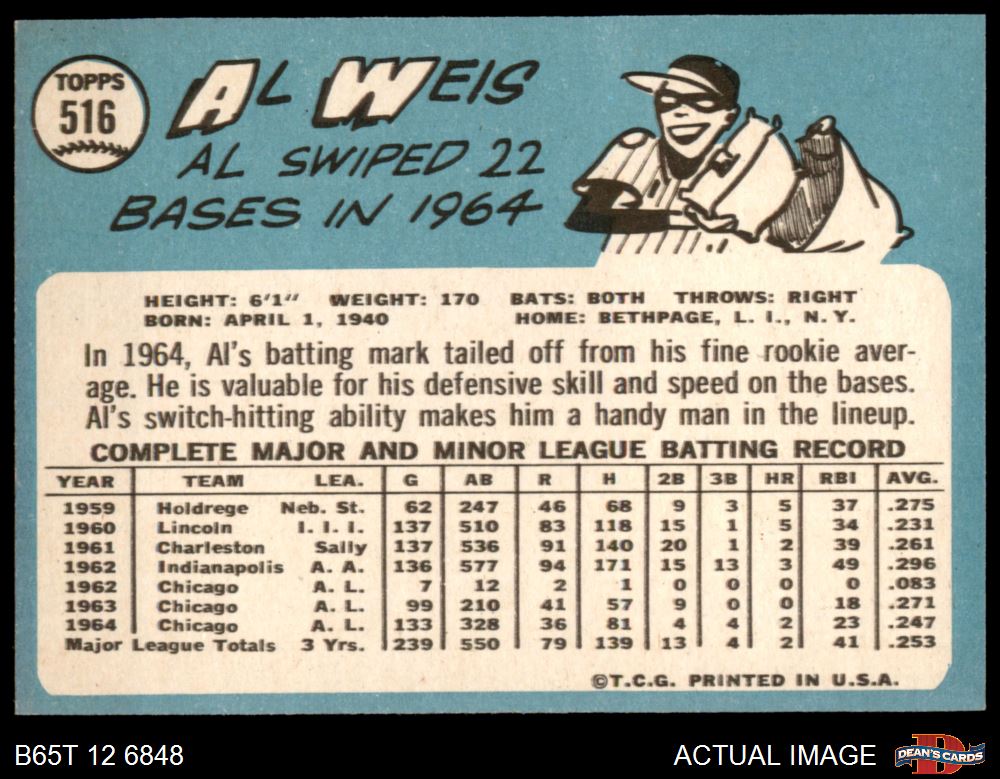 TOPPS
516
AL WEIS
AL SWIPED 22
BASES IN 1964
HEIGHT: 6'1" WEIGHT: 170 BATS: BOTH THROWS: RIGHT
BORN: APRIL 1, 1940 HOME: BETHPAGE, L. I., N. Y.
In 1964, Al's batting mark tailed off from his fine rookie aver-
age. He is valuable for his defensive skill and speed on the bases.
Al's switch-hitting ability makes him a handy man in the lineup.
COMPLETE MAJOR AND MINOR LEAGUE BATTING RECORD
YEAR TEAM LEA. G AB R H 2B 3B HR RBI AVG.
1959 Holdrege Neb. St. 62 247 46 68 9 3 5 37 .275
1960 Lincoln I. I. I. 137 510 83 118 15 1 5 34 .231
1961 Charleston Sally 137 536 91 140 20 1 2 39 .261
1962 Indianapolis A. A. 136 577 94 171 15 13 3 49 .296
1962 Chicago A. L. 7 12 2 1 0 0 0 0 .083
1963 Chicago A. L. 99 210 41 57 9 0 0 18 .271
1964 Chicago A. L. 133 328 36 81 4 4 2 23 .247
Major League Totals 3 Yrs. 239 550 79 139 13 4 2 41 .253
©T.C.G. PRINTED IN U.S.A.
B65T 12 6848 ACTUAL IMAGE DEAN'S CARDS